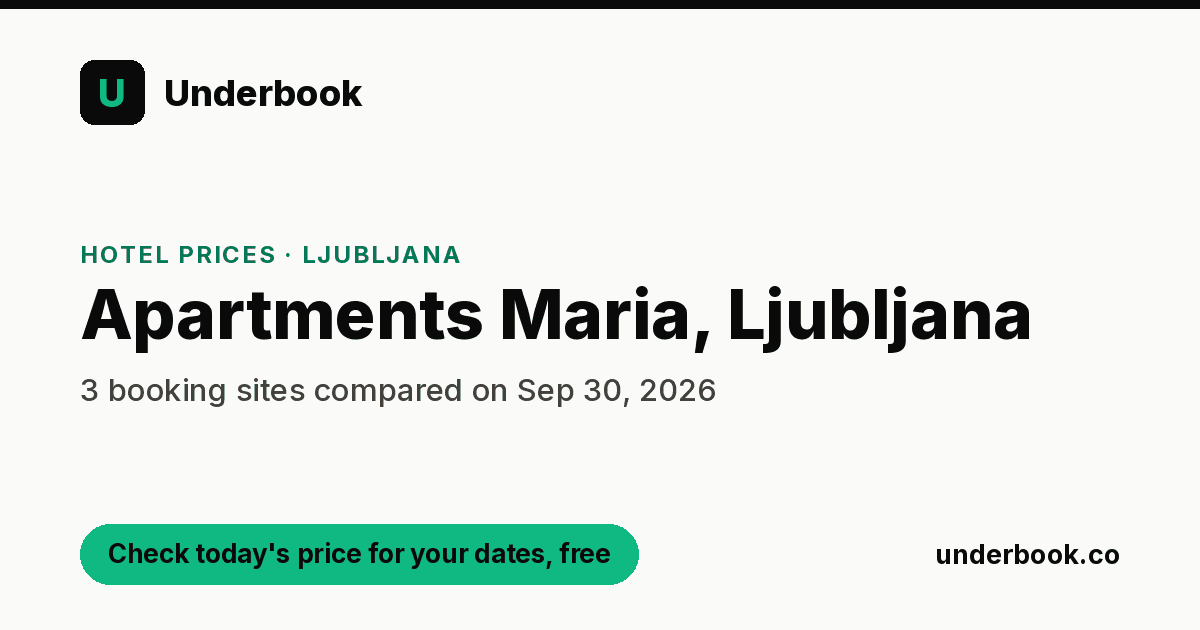 U Underbook
HOTEL PRICES · LJUBLJANA
Apartments Maria, Ljubljana
3 booking sites compared on Sep 30, 2026
Check today's price for your dates, free
underbook.co